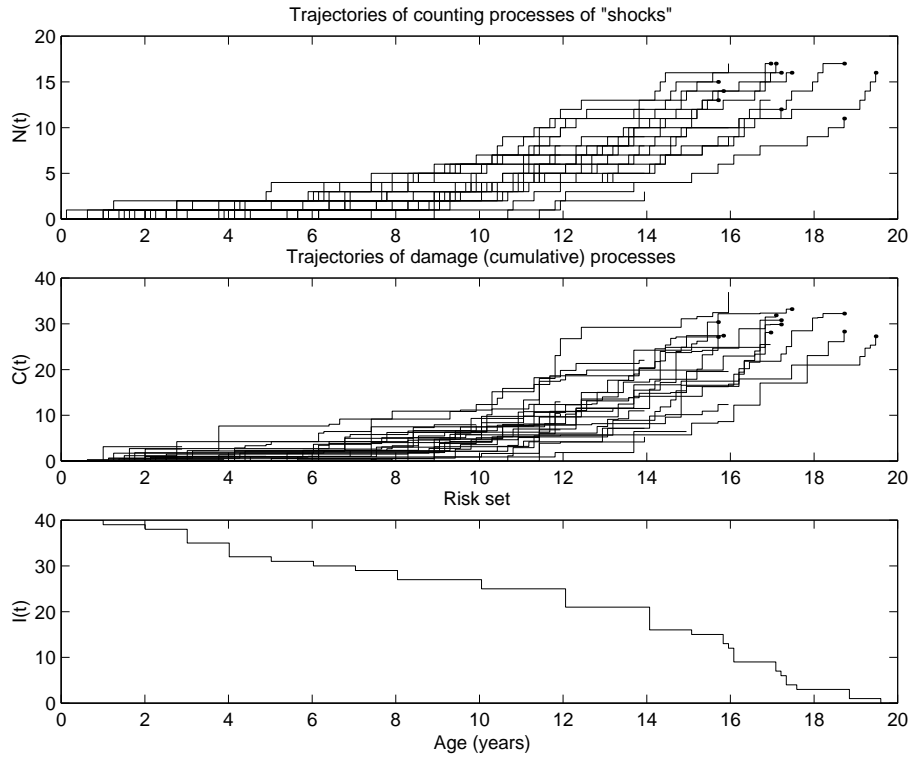 Trajectories of counting processes of "shocks"
20
15
10
5
0
N(t)
0 2 4 6 8 10 12 14 16 18 20
Trajectories of damage (cumulative) processes
40
30
20
10
0
C(t)
0 2 4 6 8 10 12 14 16 18 20
Risk set
40
30
20
10
0
I(t)
0 2 4 6 8 10 12 14 16 18 20
Age (years)